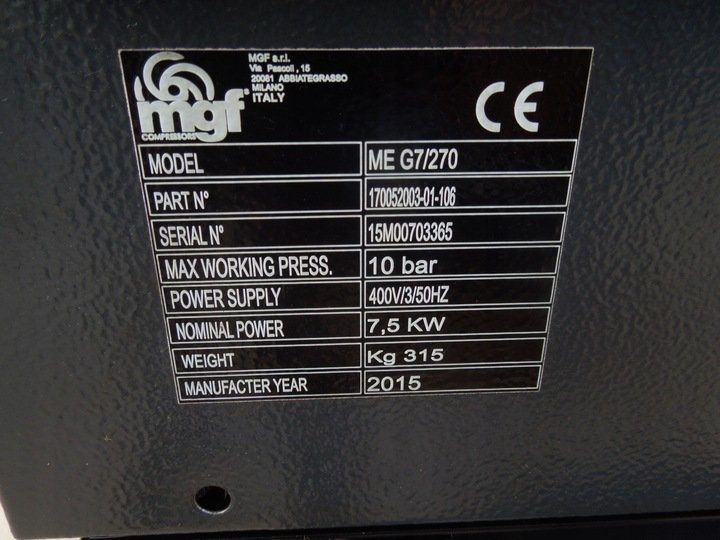 MGF s.r.l.
Via Pascoli, 15
20081 ABBIATEGRASSO
MILANO
ITALY
mgf®
COMPRESSORS
CE
MODEL ME G7/270
PART N° 170052003-01-106
SERIAL N° 15M00703365
MAX WORKING PRESS. 10 bar
POWER SUPPLY 400V/3/50HZ
NOMINAL POWER 7,5 KW
WEIGHT Kg 315
MANUFACTER YEAR 2015